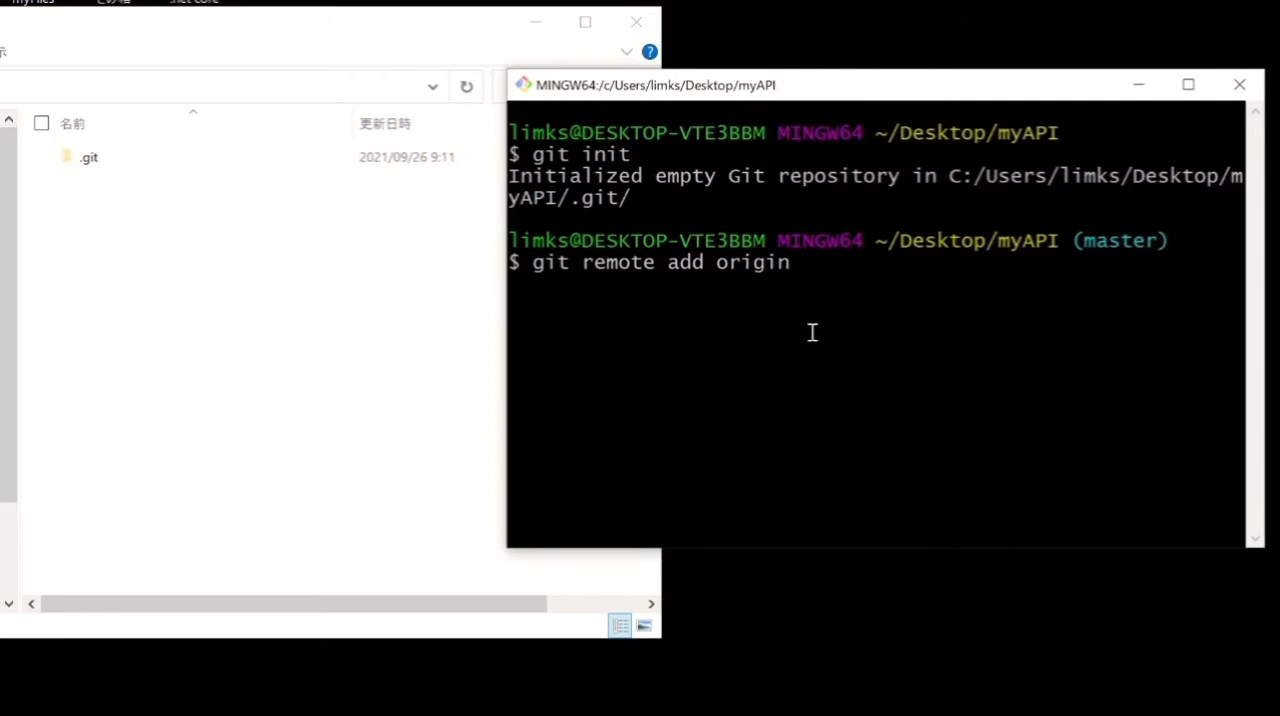 MINGW64:/c/Users/limks/Desktop/myAPI
名前
更新日時
.git
2021/09/26 9:11
limks@DESKTOP-VTE3BBM MINGW64 ~/Desktop/myAPI
$ git init
Initialized empty Git repository in C:/Users/limks/Desktop/m
yAPI/.git/
limks@DESKTOP-VTE3BBM MINGW64 ~/Desktop/myAPI (master)
$ git remote add origin